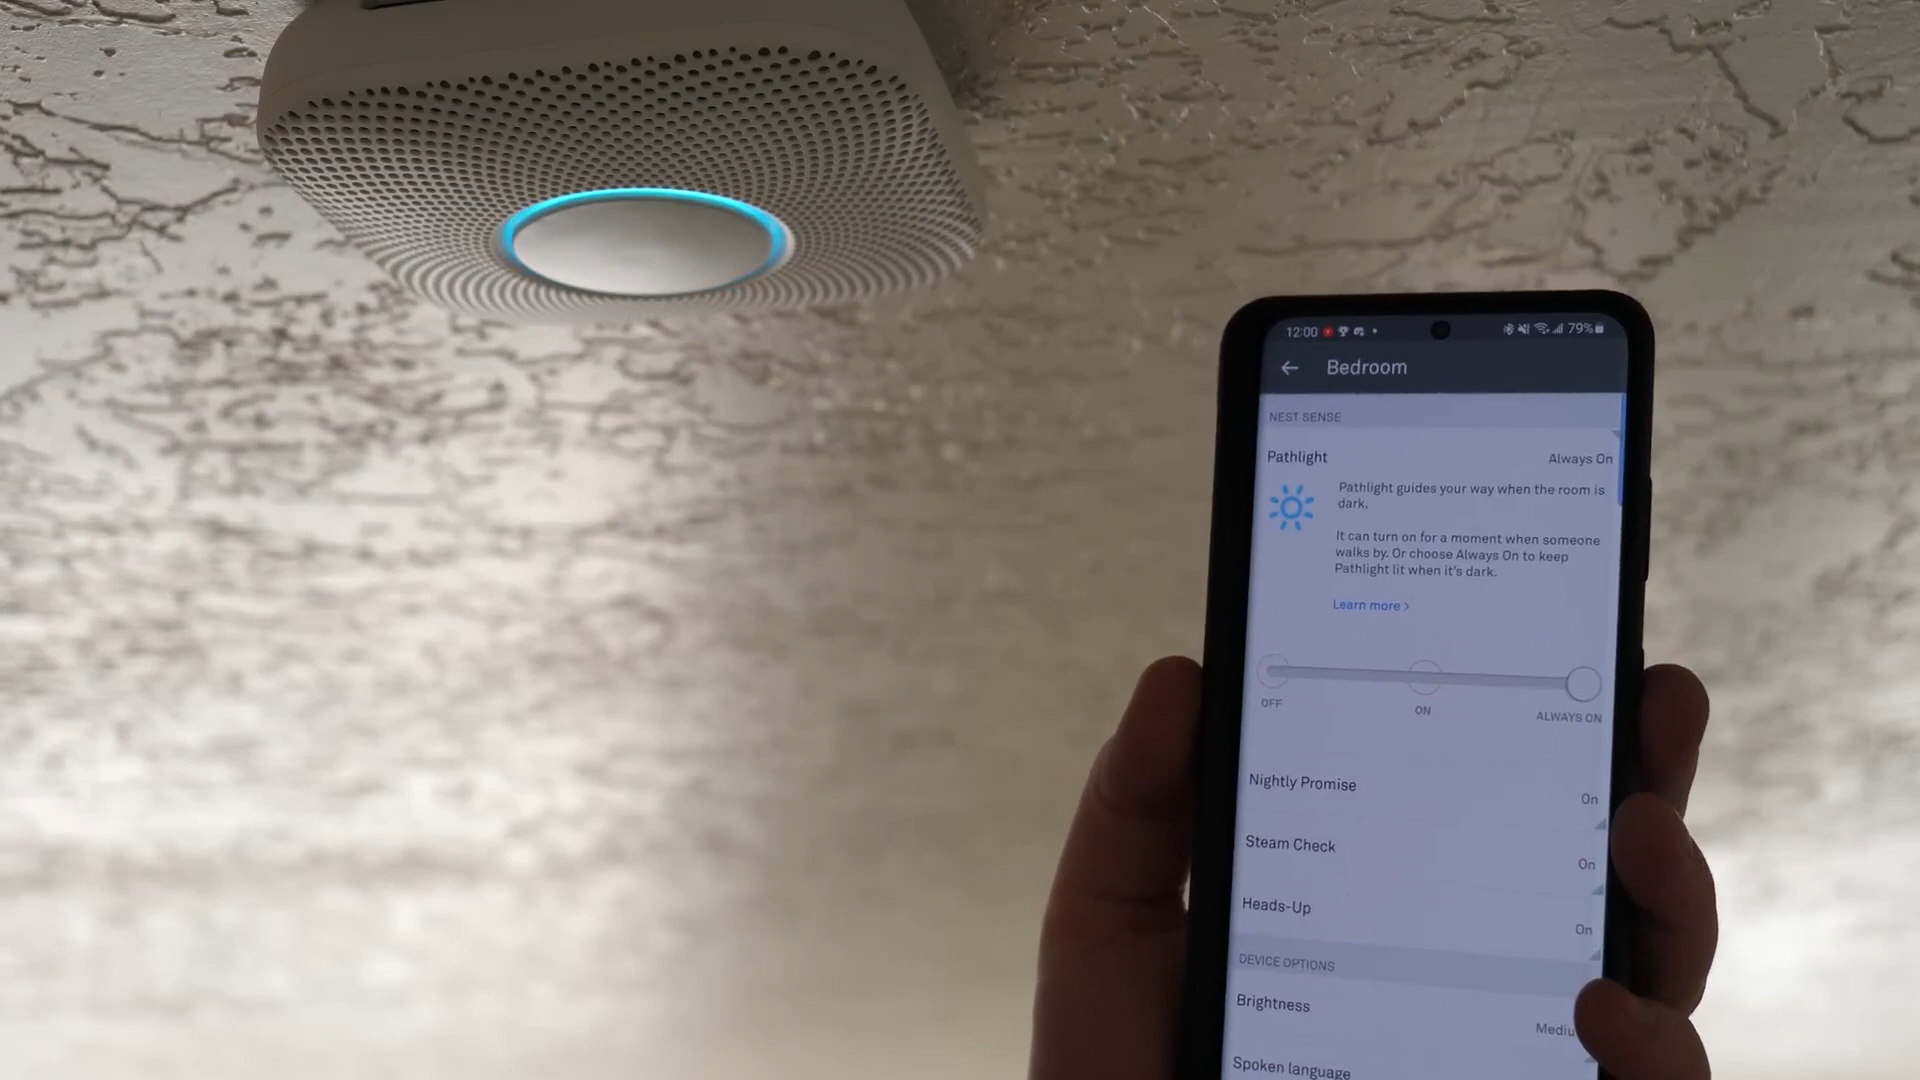 12:00 79%
Bedroom
NEST SENSE
Pathlight Always On
Pathlight guides your way when the room is
dark.
It can turn on for a moment when someone
walks by. Or choose Always On to keep
Pathlight lit when it's dark.
Learn more >
OFF ON ALWAYS ON
Nightly Promise On
Steam Check On
Heads-Up On
DEVICE OPTIONS
Brightness Mediu
Spoken language